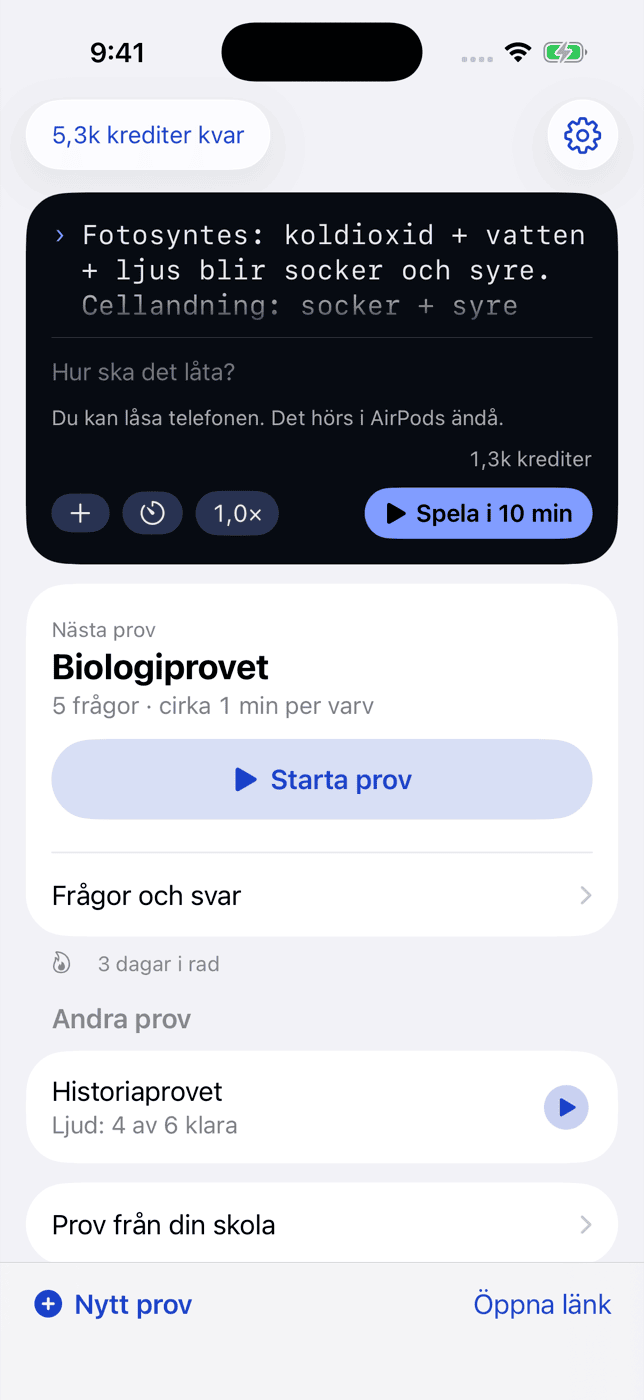 9:41
5,3k krediter kvar
› Fotosyntes: koldioxid + vatten
+ ljus blir socker och syre.
Cellandning: socker + syre
Hur ska det låta?
Du kan låsa telefonen. Det hörs i AirPods ändå.
1,3k krediter
1,0×
Spela i 10 min
Nästa prov
Biologiprovet
5 frågor · cirka 1 min per varv
Starta prov
Frågor och svar
3 dagar i rad
Andra prov
Historiaprovet
Ljud: 4 av 6 klara
Prov från din skola
Nytt prov
Öppna länk